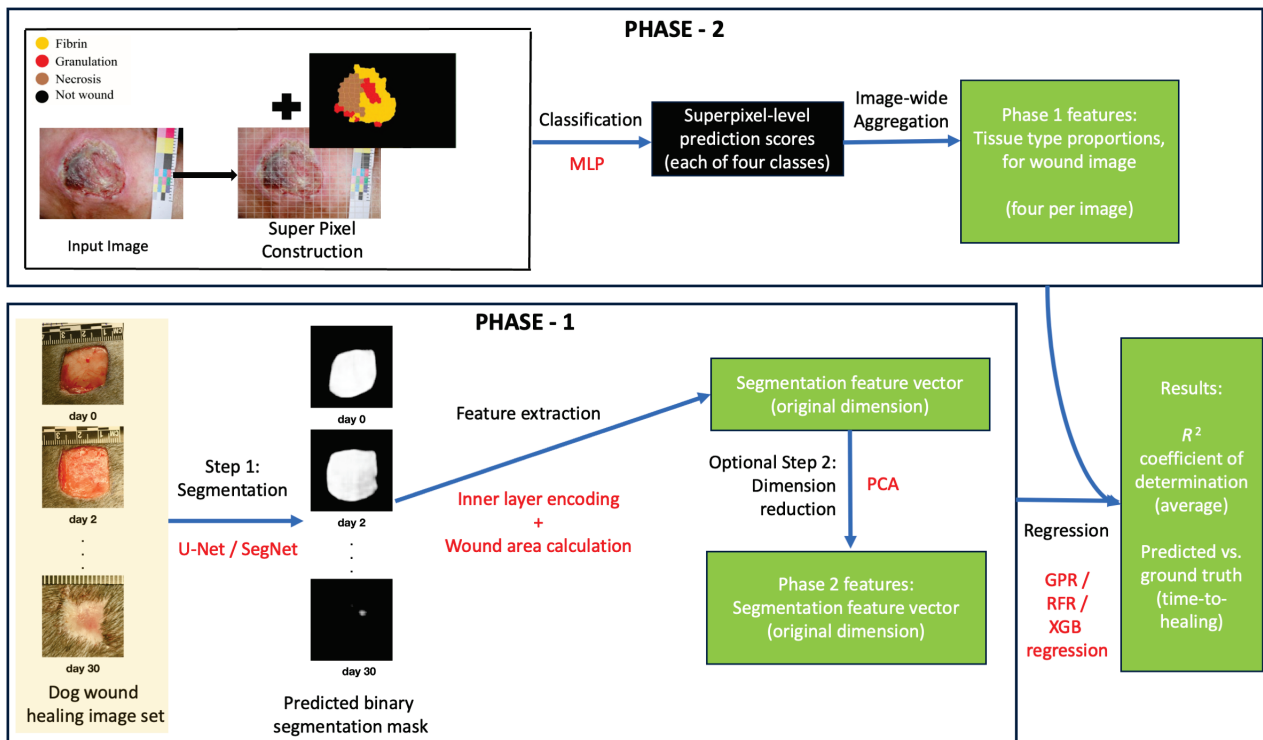 PHASE - 2
Fibrin
Granulation
Necrosis
Not wound
Input Image
Super Pixel
Construction
Classification
MLP
Superpixel-level
prediction scores
(each of four classes)
Image-wide
Aggregation
Phase 1 features:
Tissue type proportions,
for wound image
(four per image)
PHASE - 1
day 0
day 2
.
.
.
day 30
Dog wound
healing image set
Step 1:
Segmentation
U-Net / SegNet
day 0
day 2
.
.
.
day 30
Predicted binary
segmentation mask
Feature extraction
Inner layer encoding
+
Wound area calculation
Segmentation feature vector
(original dimension)
Optional Step 2:
Dimension
reduction
PCA
Phase 2 features:
Segmentation feature vector
(original dimension)
Regression
GPR /
RFR /
XGB
regression
Results:
R²
coefficient of
determination
(average)
Predicted vs.
ground truth
(time-to-
healing)